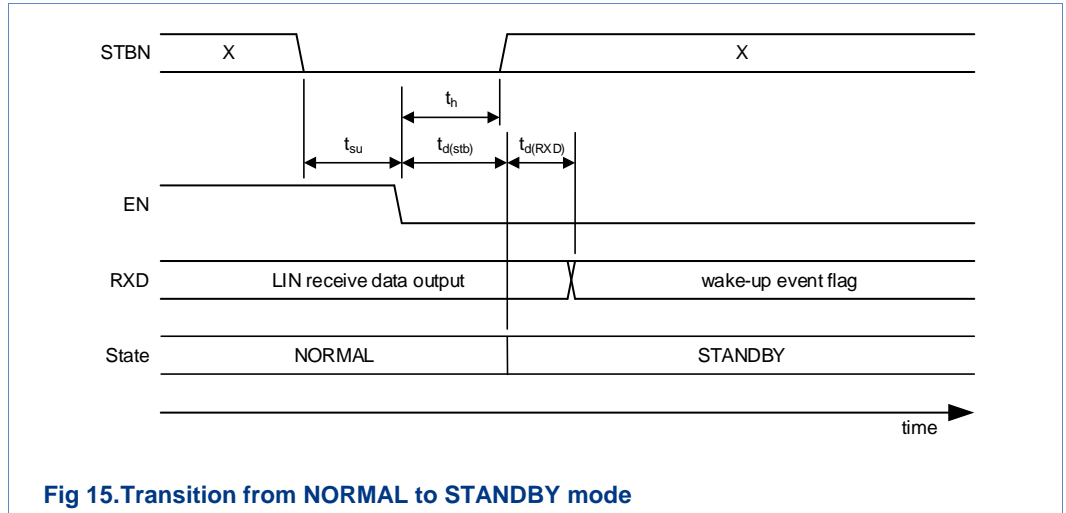 STBN X X
t_h
t_su t_d(stb) t_d(RXD)
EN
RXD LIN receive data output wake-up event flag
State NORMAL STANDBY
time
Fig 15.Transition from NORMAL to STANDBY mode